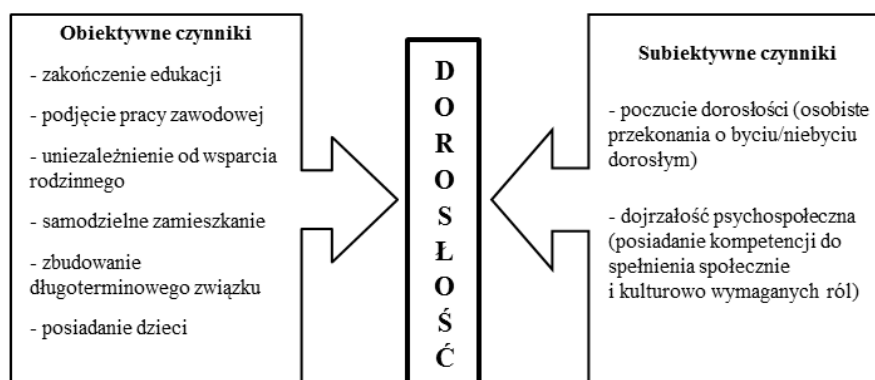 Obiektywne czynniki
- zakończenie edukacji
- podjęcie pracy zawodowej
- uniezależnienie od wsparcia
rodzinnego
- samodzielne zamieszkanie
- zbudowanie
długoterminowego związku
- posiadanie dzieci
D
O
R
O
S
Ł
O
Ś
Ć
Subiektywne czynniki
- poczucie dorosłości (osobiste
przekonania o byciu/niebyciu
dorosłym)
- dojrzałość psychospołeczna
(posiadanie kompetencji do
spełnienia społecznie
i kulturowo wymaganych ról)